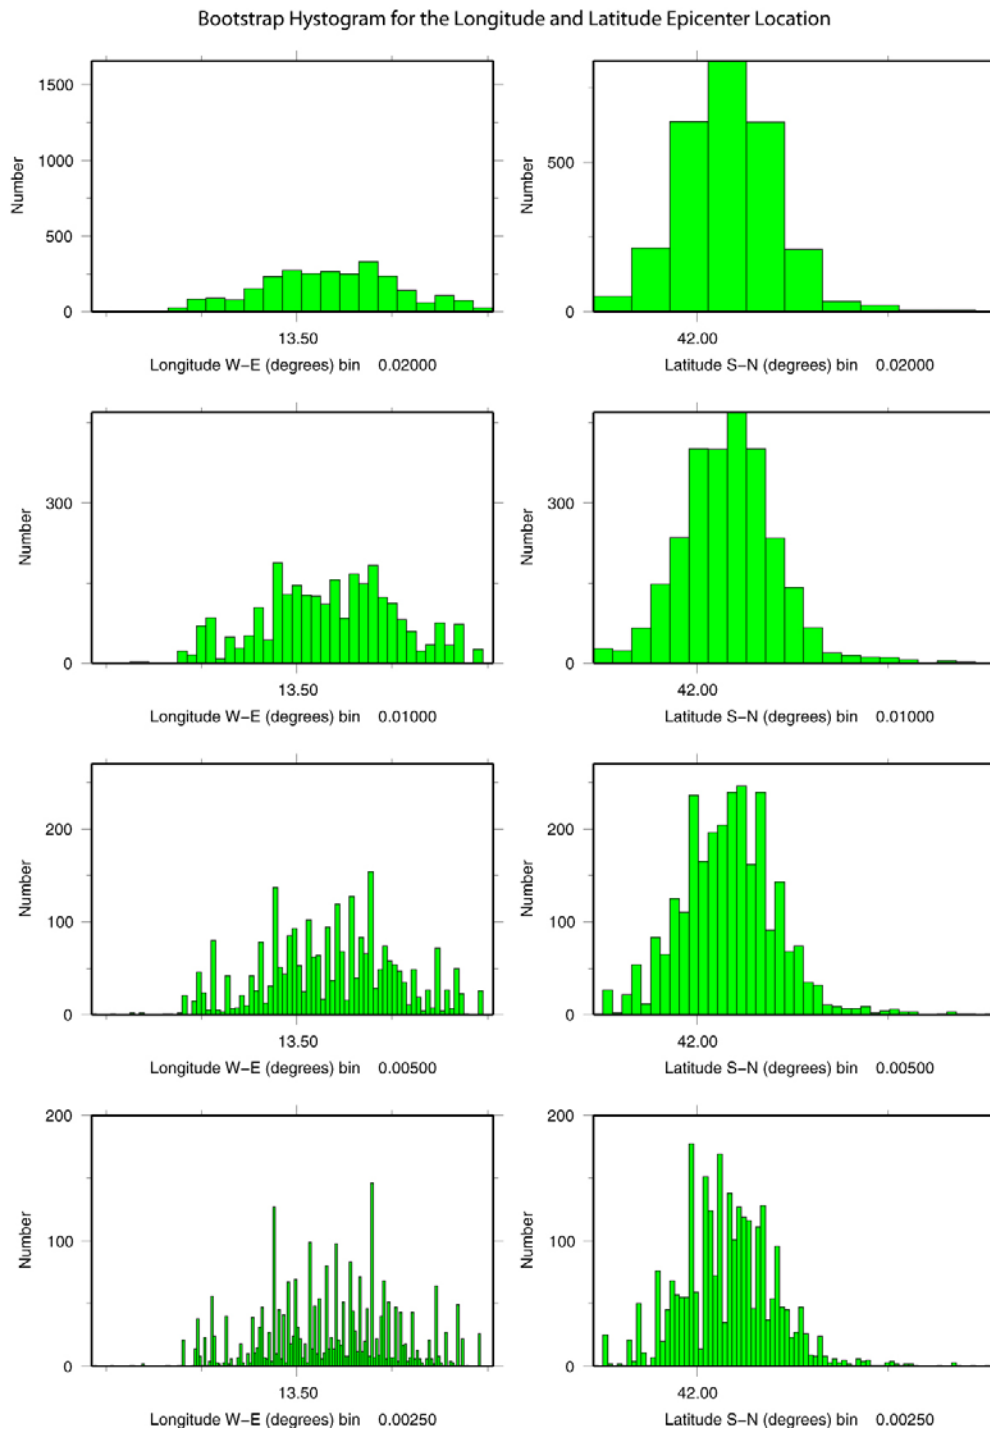 Bootstrap Hystogram for the Longitude and Latitude Epicenter Location
1500
1000
500
0
Number
13.50
Longitude W-E (degrees) bin 0.02000
500
0
Number
42.00
Latitude S-N (degrees) bin 0.02000
300
0
Number
13.50
Longitude W-E (degrees) bin 0.01000
300
0
Number
42.00
Latitude S-N (degrees) bin 0.01000
200
100
0
Number
13.50
Longitude W-E (degrees) bin 0.00500
200
100
0
Number
42.00
Latitude S-N (degrees) bin 0.00500
200
100
0
Number
13.50
Longitude W-E (degrees) bin 0.00250
200
100
0
Number
42.00
Latitude S-N (degrees) bin 0.00250